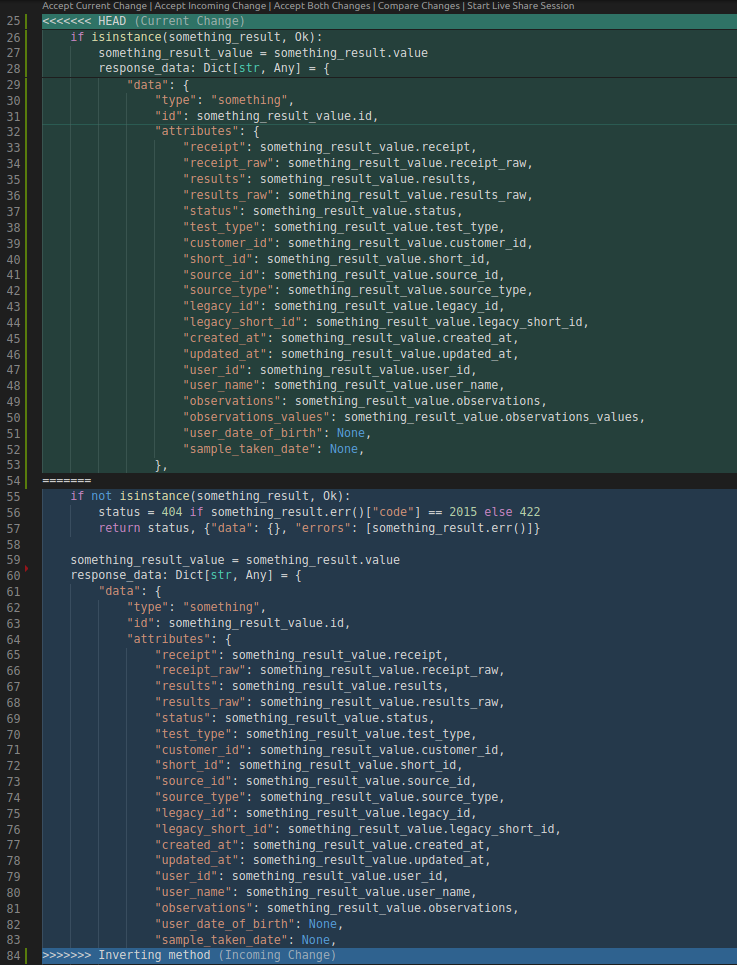 Accept Current Change | Accept Incoming Change | Accept Both Changes | Compare Changes | Start Live Share Session
25 <<<<<<< HEAD (Current Change)
26     if isinstance(something_result, Ok):
27         something_result_value = something_result.value
28         response_data: Dict[str, Any] = {
29             "data": {
30                 "type": "something",
31                 "id": something_result_value.id,
32                 "attributes": {
33                     "receipt": something_result_value.receipt,
34                     "receipt_raw": something_result_value.receipt_raw,
35                     "results": something_result_value.results,
36                     "results_raw": something_result_value.results_raw,
37                     "status": something_result_value.status,
38                     "test_type": something_result_value.test_type,
39                     "customer_id": something_result_value.customer_id,
40                     "short_id": something_result_value.short_id,
41                     "source_id": something_result_value.source_id,
42                     "source_type": something_result_value.source_type,
43                     "legacy_id": something_result_value.legacy_id,
44                     "legacy_short_id": something_result_value.legacy_short_id,
45                     "created_at": something_result_value.created_at,
46                     "updated_at": something_result_value.updated_at,
47                     "user_id": something_result_value.user_id,
48                     "user_name": something_result_value.user_name,
49                     "observations": something_result_value.observations,
50                     "observations_values": something_result_value.observations_values,
51                     "user_date_of_birth": None,
52                     "sample_taken_date": None,
53                 },
54 =======
55     if not isinstance(something_result, Ok):
56         status = 404 if something_result.err()["code"] == 2015 else 422
57         return status, {"data": {}, "errors": [something_result.err()]}
58
59     something_result_value = something_result.value
60     response_data: Dict[str, Any] = {
61         "data": {
62             "type": "something",
63             "id": something_result_value.id,
64             "attributes": {
65                 "receipt": something_result_value.receipt,
66                 "receipt_raw": something_result_value.receipt_raw,
67                 "results": something_result_value.results,
68                 "results_raw": something_result_value.results_raw,
69                 "status": something_result_value.status,
70                 "test_type": something_result_value.test_type,
71                 "customer_id": something_result_value.customer_id,
72                 "short_id": something_result_value.short_id,
73                 "source_id": something_result_value.source_id,
74                 "source_type": something_result_value.source_type,
75                 "legacy_id": something_result_value.legacy_id,
76                 "legacy_short_id": something_result_value.legacy_short_id,
77                 "created_at": something_result_value.created_at,
78                 "updated_at": something_result_value.updated_at,
79                 "user_id": something_result_value.user_id,
80                 "user_name": something_result_value.user_name,
81                 "observations": something_result_value.observations,
82                 "user_date_of_birth": None,
83                 "sample_taken_date": None,
84 >>>>>>> Inverting method (Incoming Change)